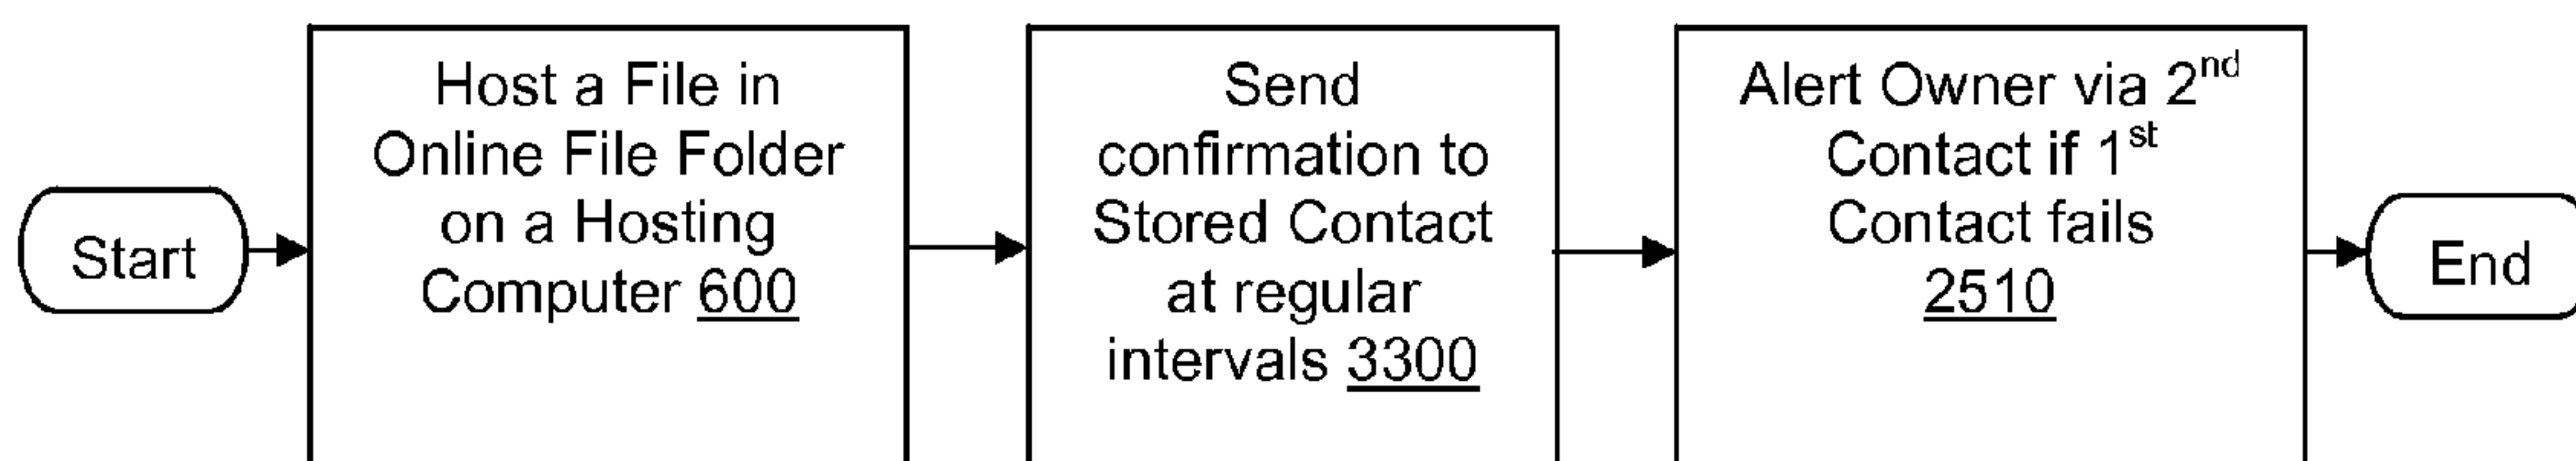 Start
Host a File in
Online File Folder
on a Hosting
Computer 600
Send
confirmation to
Stored Contact
at regular
intervals 3300
Alert Owner via 2nd
Contact if 1st
Contact fails
2510
End